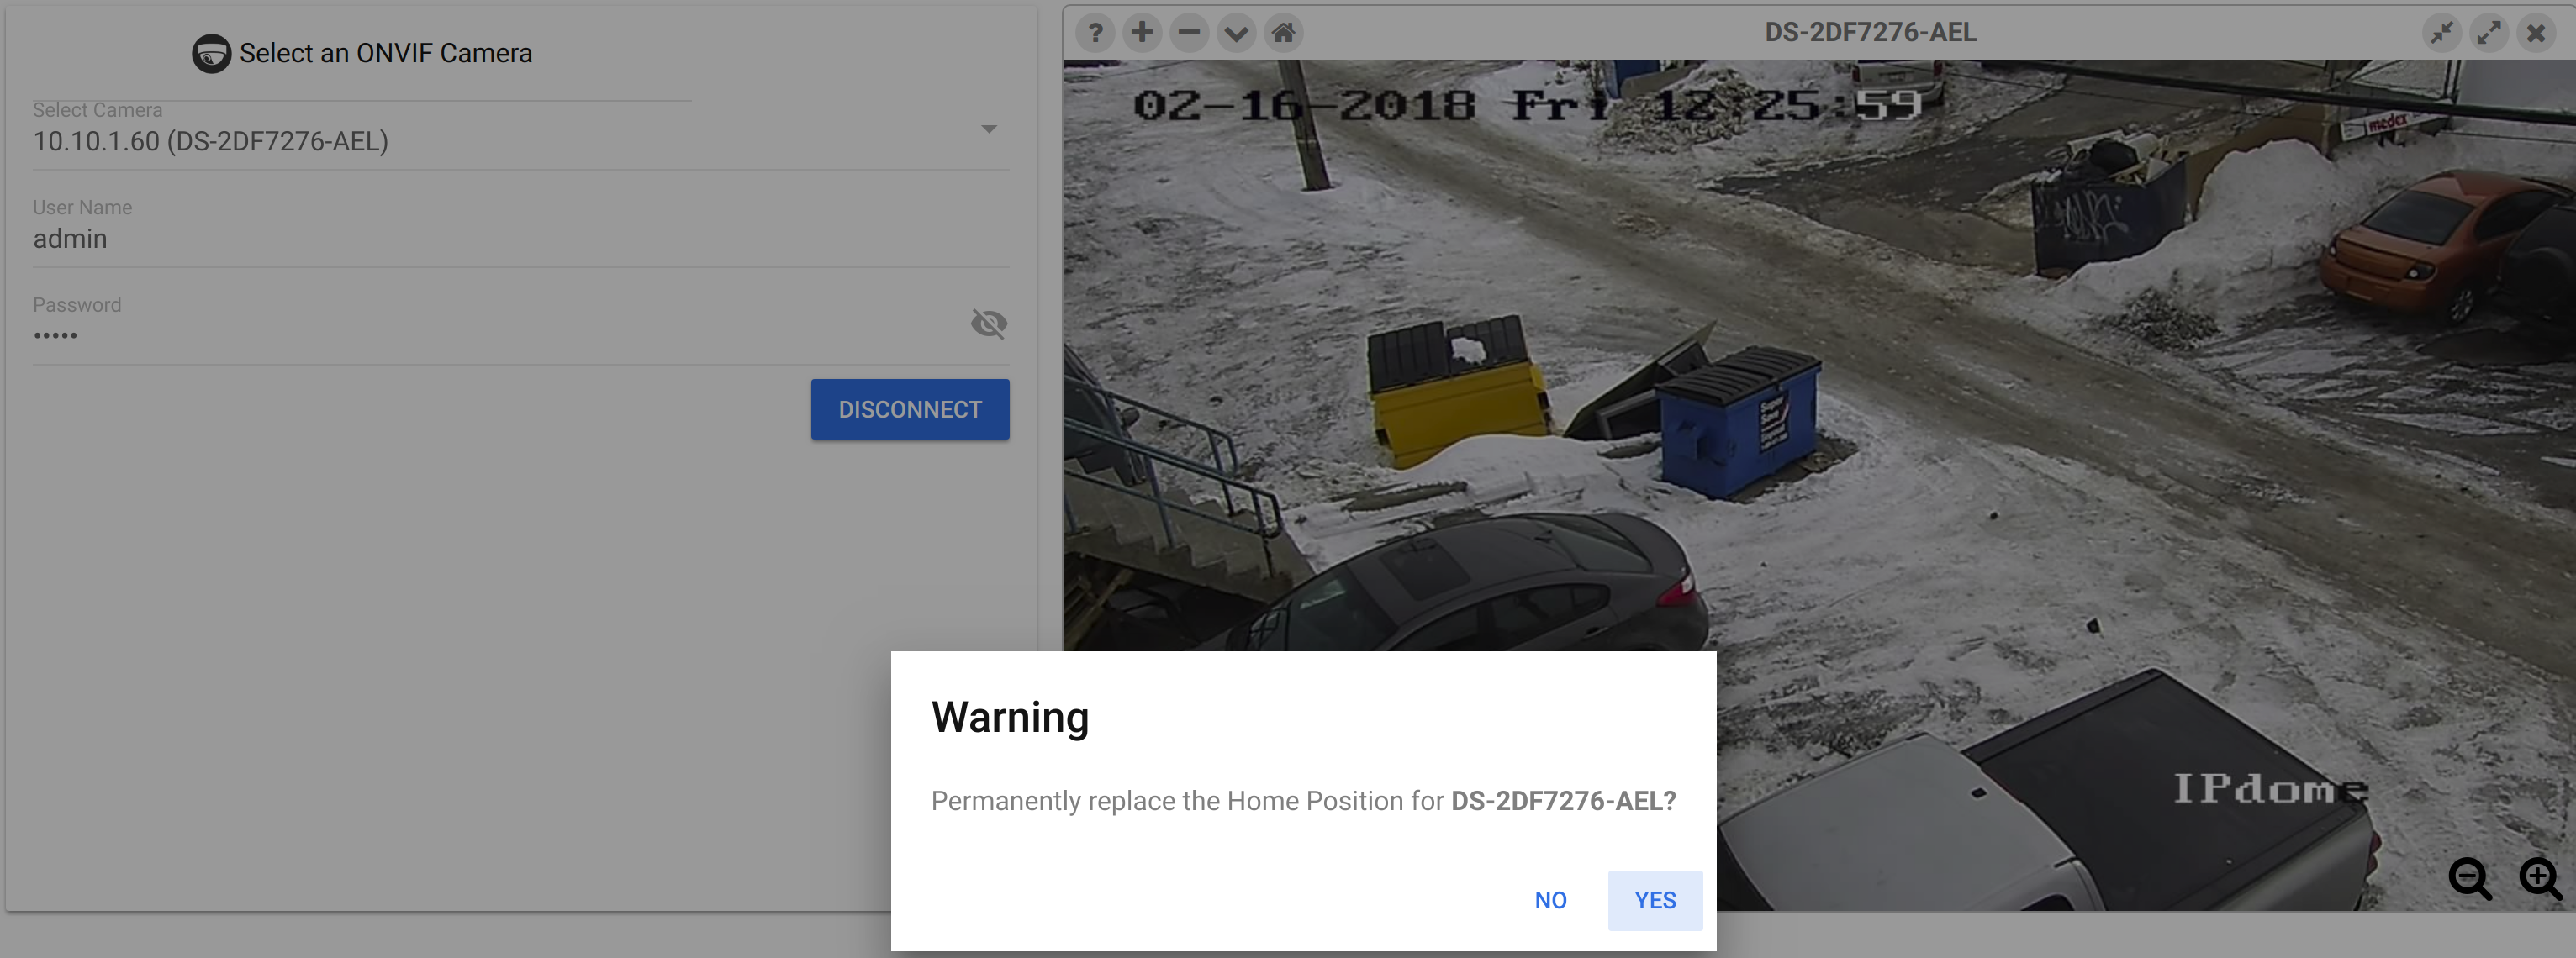 Select an ONVIF Camera
Select Camera
10.10.1.60 (DS-2DF7276-AEL)
User Name
admin
Password
•••••
DISCONNECT
?
DS-2DF7276-AEL
02-16-2018 Fri 12:25:59
medex
IPdome
Warning
Permanently replace the Home Position for DS-2DF7276-AEL?
NO
YES